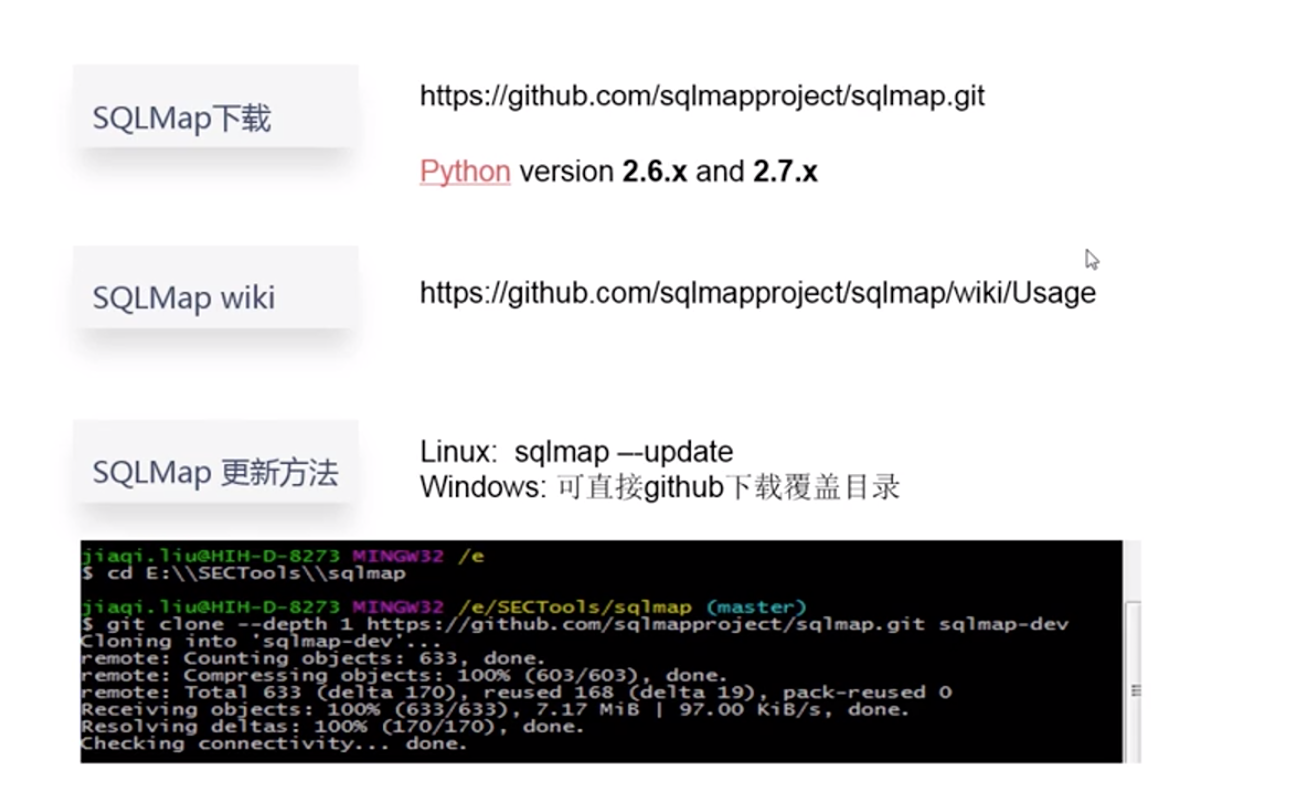 SQLMap下载
https://github.com/sqlmapproject/sqlmap.git
Python version 2.6.x and 2.7.x
SQLMap wiki
https://github.com/sqlmapproject/sqlmap/wiki/Usage
SQLMap 更新方法
Linux: sqlmap –-update
Windows: 可直接github下载覆盖目录
jiaqi.liu@HIH-D-8273 MINGW32 /e
$ cd E:\\SECTools\\sqlmap
jiaqi.liu@HIH-D-8273 MINGW32 /e/SECTools/sqlmap (master)
$ git clone --depth 1 https://github.com/sqlmapproject/sqlmap.git sqlmap-dev
Cloning into 'sqlmap-dev'...
remote: Counting objects: 633, done.
remote: Compressing objects: 100% (603/603), done.
remote: Total 633 (delta 170), reused 168 (delta 19), pack-reused 0
Receiving objects: 100% (633/633), 7.17 MiB | 97.00 KiB/s, done.
Resolving deltas: 100% (170/170), done.
Checking connectivity... done.